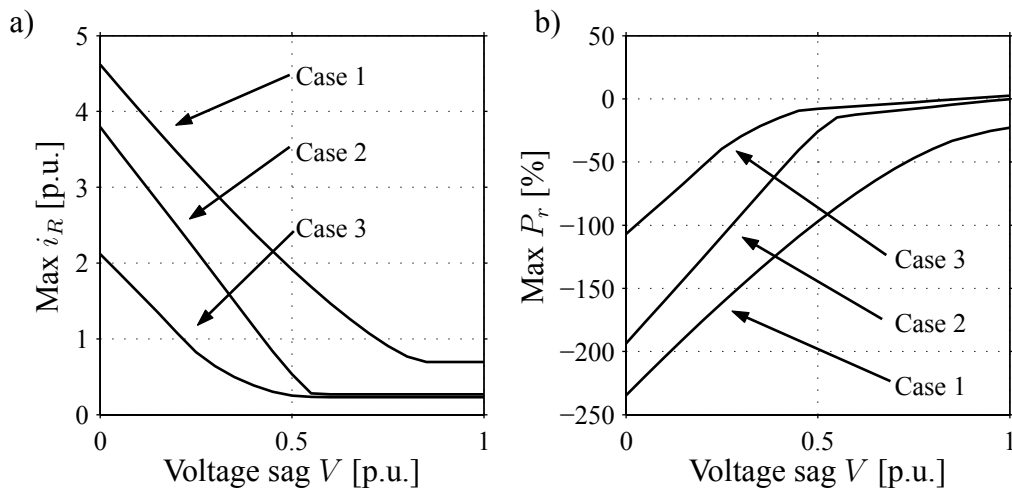 a)
Max i_R [p.u.]
5
4
3
2
1
0
0
0.5
1
Case 1
Case 2
Case 3
Voltage sag V [p.u.]
b)
Max P_r [%]
50
0
−50
−100
−150
−200
−250
0
0.5
1
Case 3
Case 2
Case 1
Voltage sag V [p.u.]